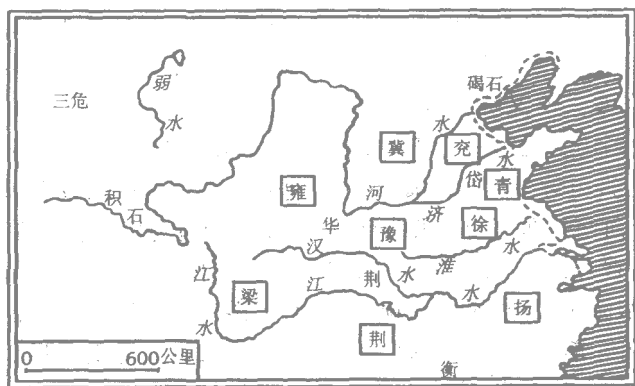 碣石
弱水
三危
冀
水
兖
水
岱
青
雍
积石
河
济
华
豫
徐
汉水
淮水
江水
荆
江水
梁
扬
荆
衡
0 600公里